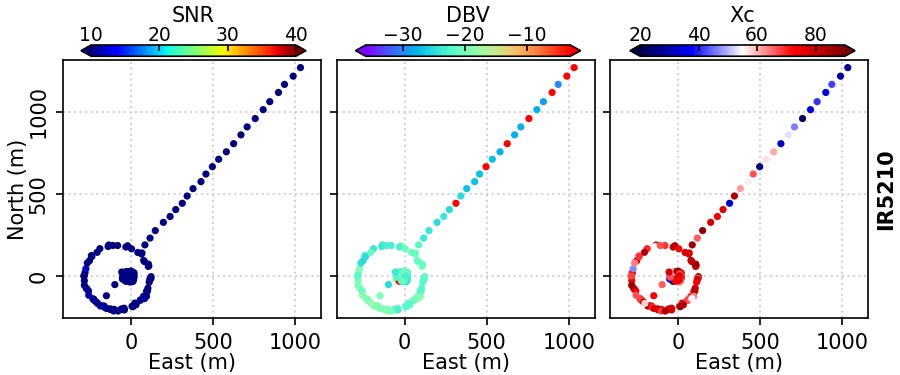 SNR DBV Xc
10 20 30 40 −30 −20 −10 20 40 60 80
1000
500
0
North (m)
IR5210
0 500 1000 0 500 1000 0 500 1000
East (m) East (m) East (m)